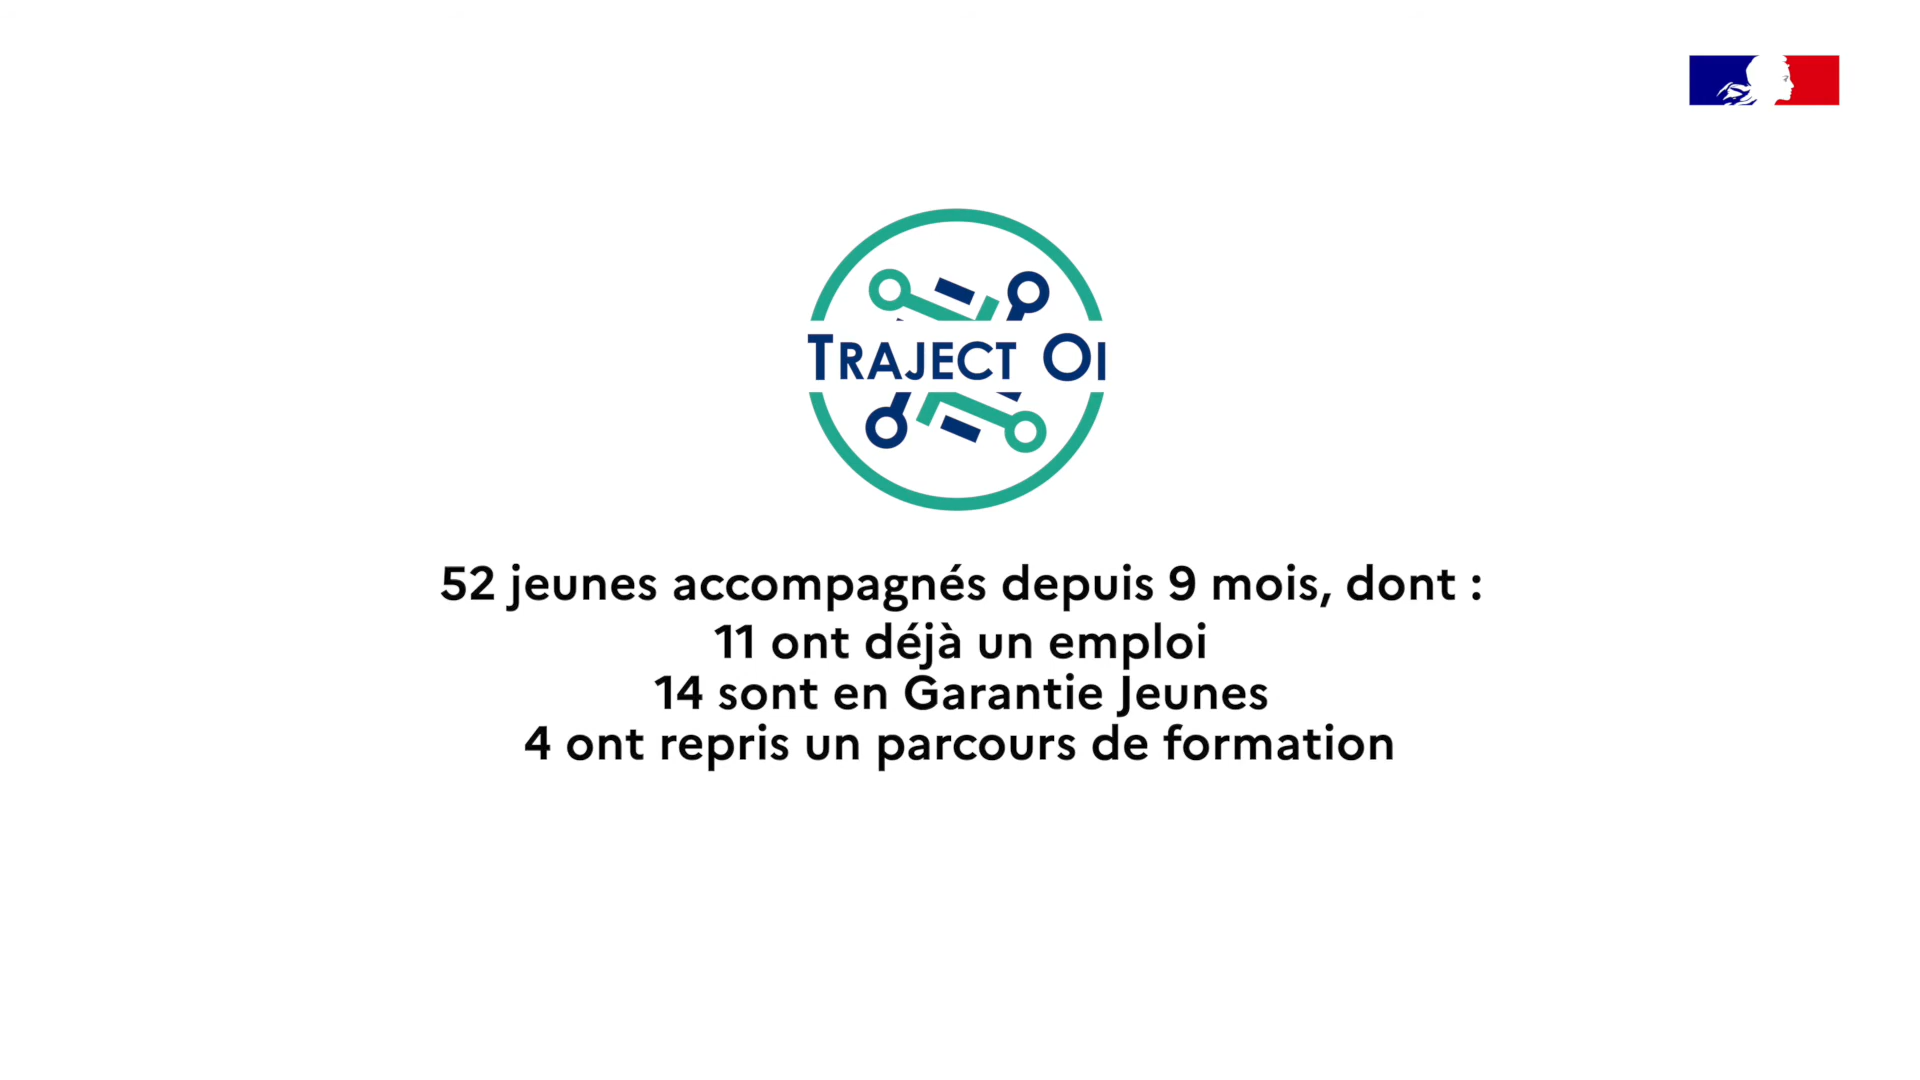 TRAJECT OI
52 jeunes accompagnés depuis 9 mois, dont :
11 ont déjà un emploi
14 sont en Garantie Jeunes
4 ont repris un parcours de formation